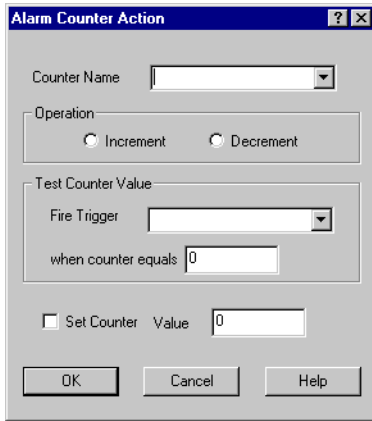 Alarm Counter Action
Counter Name
Operation
Increment Decrement
Test Counter Value
Fire Trigger
when counter equals 0
Set Counter Value 0
OK Cancel Help